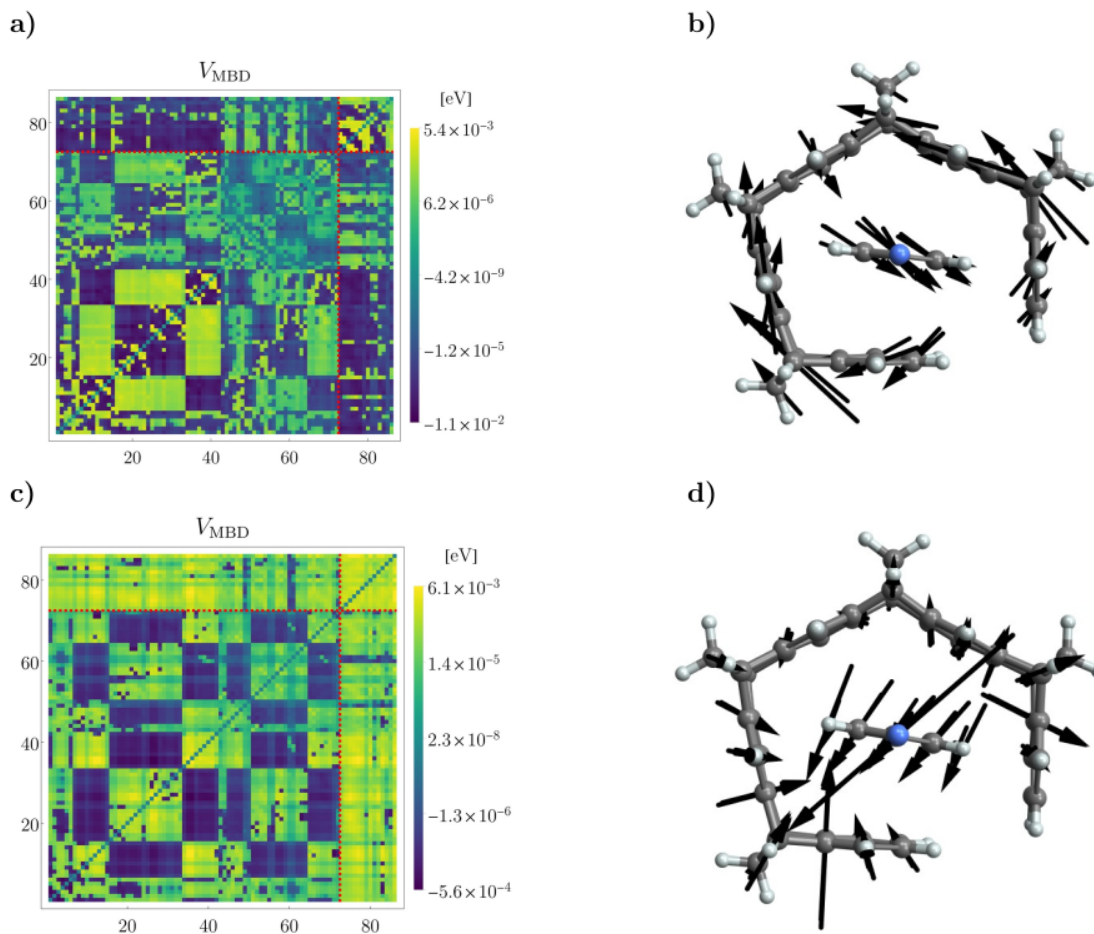 a)
b)
V_MBD
[eV]
80
5.4×10⁻³
60
6.2×10⁻⁶
40
−4.2×10⁻⁹
20
−1.2×10⁻⁵
−1.1×10⁻²
20 40 60 80
c)
d)
V_MBD
[eV]
80
6.1×10⁻³
60
1.4×10⁻⁵
40
2.3×10⁻⁸
20
−1.3×10⁻⁶
−5.6×10⁻⁴
20 40 60 80